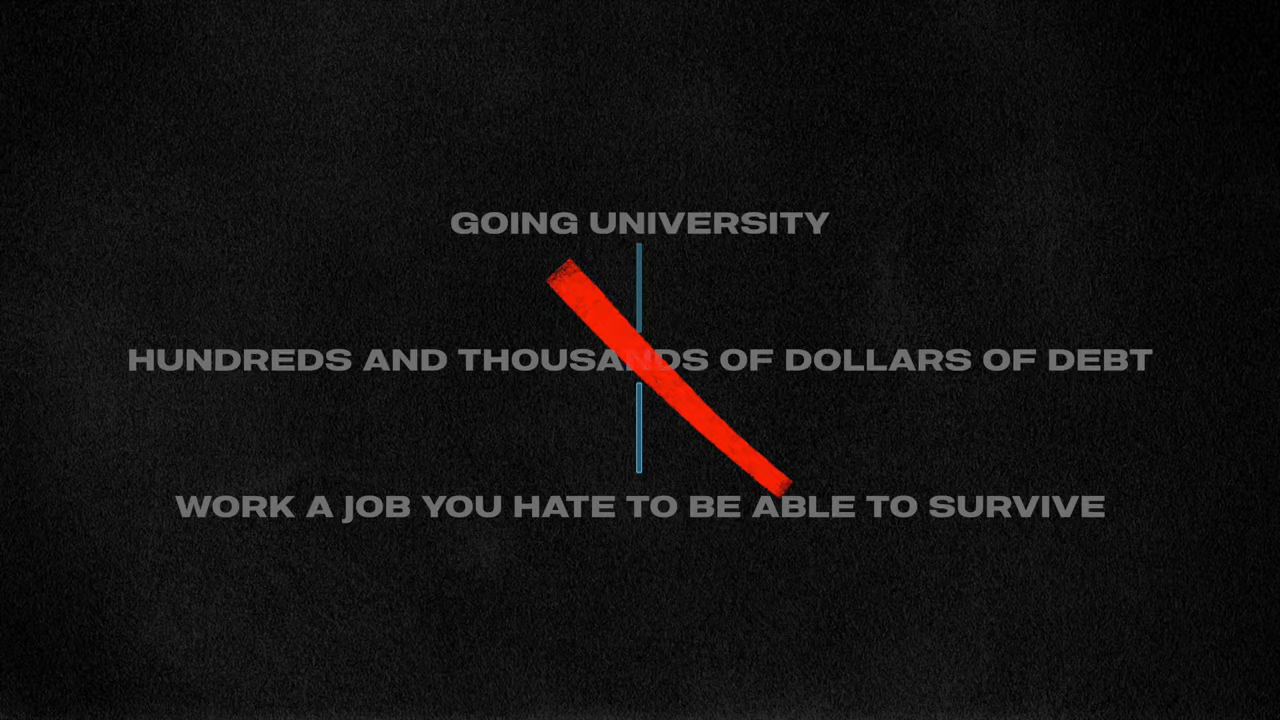 GOING UNIVERSITY
HUNDREDS AND THOUSANDS OF DOLLARS OF DEBT
WORK A JOB YOU HATE TO BE ABLE TO SURVIVE